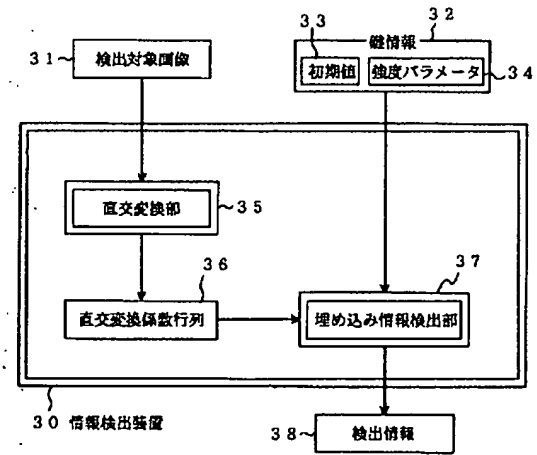 33
32
31
検出対象画像
鍵情報
初期値
強度パラメータ
34
直交変換部
35
36
37
直交変換係数行列
埋め込み情報検出部
30 情報検出装置
38
検出情報